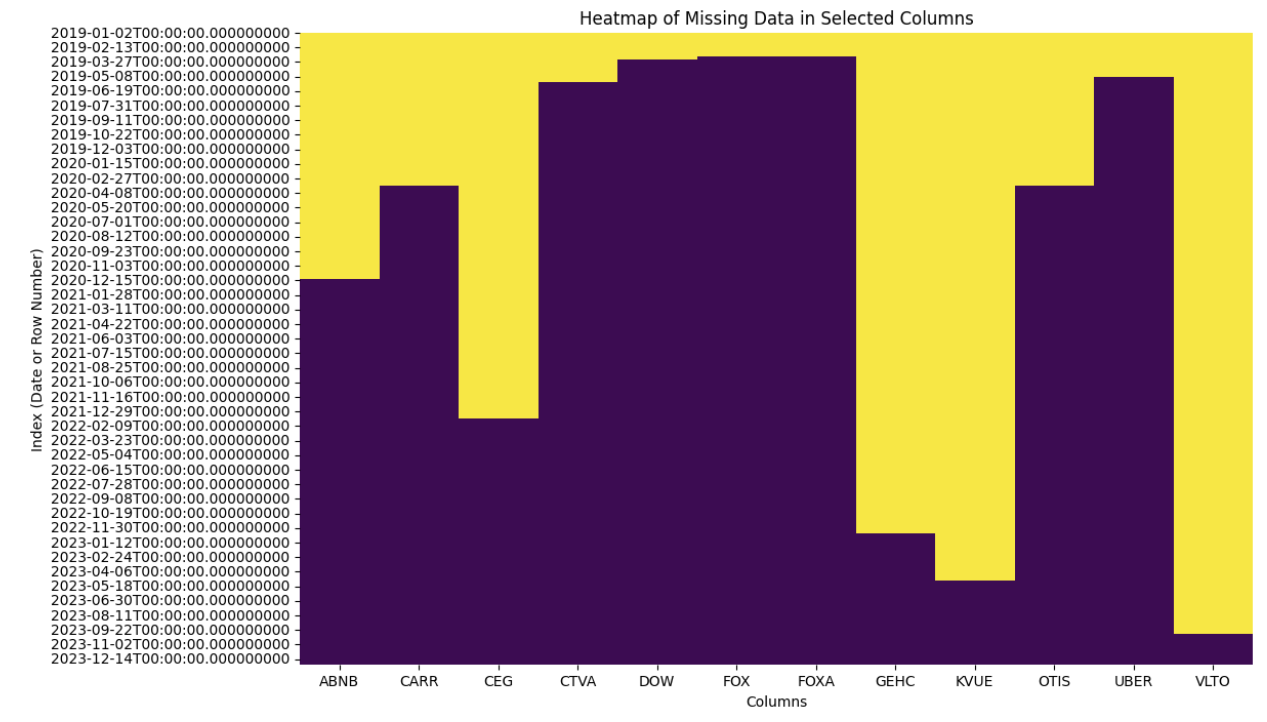 Heatmap of Missing Data in Selected Columns
Index (Date or Row Number)
2019-01-02T00:00:00.000000000
2019-02-13T00:00:00.000000000
2019-03-27T00:00:00.000000000
2019-05-08T00:00:00.000000000
2019-06-19T00:00:00.000000000
2019-07-31T00:00:00.000000000
2019-09-11T00:00:00.000000000
2019-10-22T00:00:00.000000000
2019-12-03T00:00:00.000000000
2020-01-15T00:00:00.000000000
2020-02-27T00:00:00.000000000
2020-04-08T00:00:00.000000000
2020-05-20T00:00:00.000000000
2020-07-01T00:00:00.000000000
2020-08-12T00:00:00.000000000
2020-09-23T00:00:00.000000000
2020-11-03T00:00:00.000000000
2020-12-15T00:00:00.000000000
2021-01-28T00:00:00.000000000
2021-03-11T00:00:00.000000000
2021-04-22T00:00:00.000000000
2021-06-03T00:00:00.000000000
2021-07-15T00:00:00.000000000
2021-08-25T00:00:00.000000000
2021-10-06T00:00:00.000000000
2021-11-16T00:00:00.000000000
2021-12-29T00:00:00.000000000
2022-02-09T00:00:00.000000000
2022-03-23T00:00:00.000000000
2022-05-04T00:00:00.000000000
2022-06-15T00:00:00.000000000
2022-07-28T00:00:00.000000000
2022-09-08T00:00:00.000000000
2022-10-19T00:00:00.000000000
2022-11-30T00:00:00.000000000
2023-01-12T00:00:00.000000000
2023-02-24T00:00:00.000000000
2023-04-06T00:00:00.000000000
2023-05-18T00:00:00.000000000
2023-06-30T00:00:00.000000000
2023-08-11T00:00:00.000000000
2023-09-22T00:00:00.000000000
2023-11-02T00:00:00.000000000
2023-12-14T00:00:00.000000000
ABNB CARR CEG CTVA DOW FOX FOXA GEHC KVUE OTIS UBER VLTO
Columns